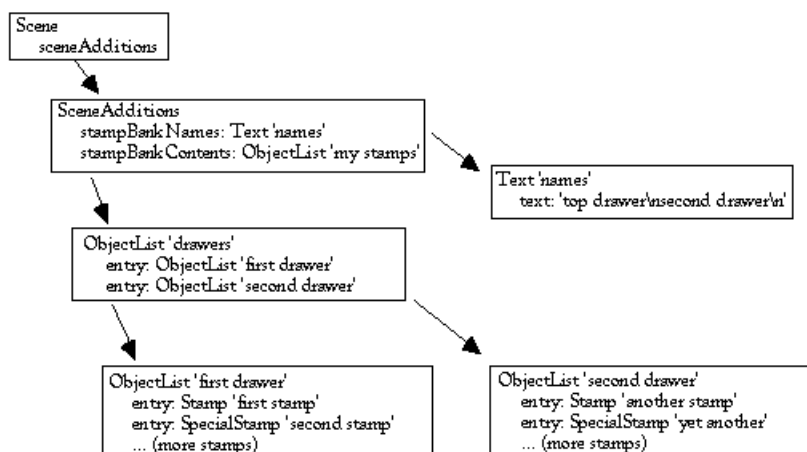 Scene
sceneAdditions
SceneAdditions
stampBankNames: Text 'names'
stampBankContents: ObjectList 'my stamps'
Text 'names'
text: 'top drawer\nsecond drawer\n'
ObjectList 'drawers'
entry: ObjectList 'first drawer'
entry: ObjectList 'second drawer'
ObjectList 'first drawer'
entry: Stamp 'first stamp'
entry: SpecialStamp 'second stamp'
... (more stamps)
ObjectList 'second drawer'
entry: Stamp 'another stamp'
entry: SpecialStamp 'yet another'
... (more stamps)